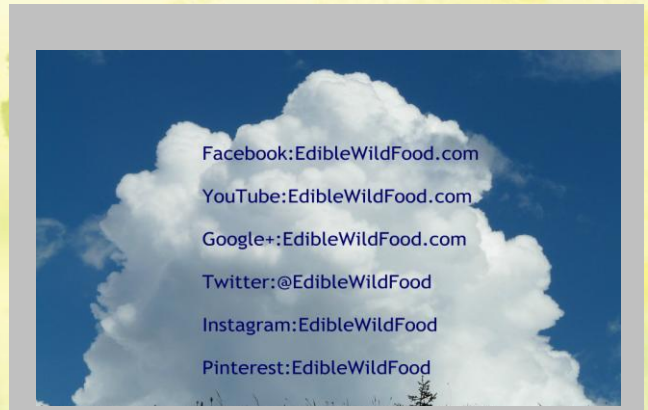 Facebook:EdibleWildFood.com
YouTube:EdibleWildFood.com
Google+:EdibleWildFood.com
Twitter:@EdibleWildFood
Instagram:EdibleWildFood
Pinterest:EdibleWildFood